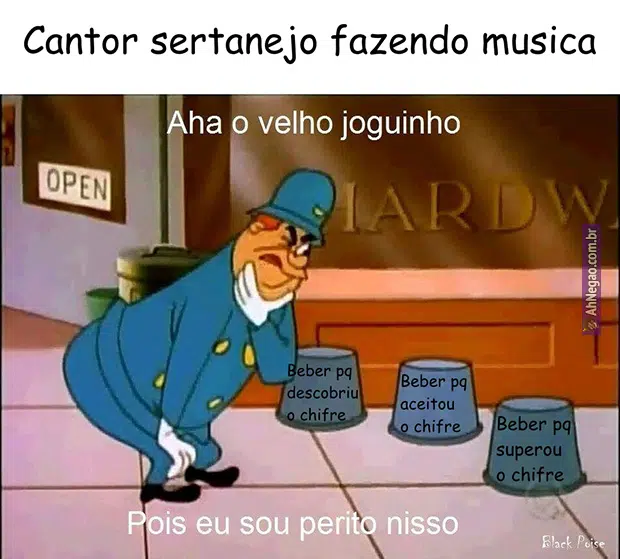 Cantor sertanejo fazendo musica
Aha o velho joguinho
OPEN
HARDWA
AhNegao.com.br
Beber pq
descobriu
o chifre
Beber pq
aceitou
o chifre
Beber pq
superou
o chifre
Pois eu sou perito nisso
Black Poise